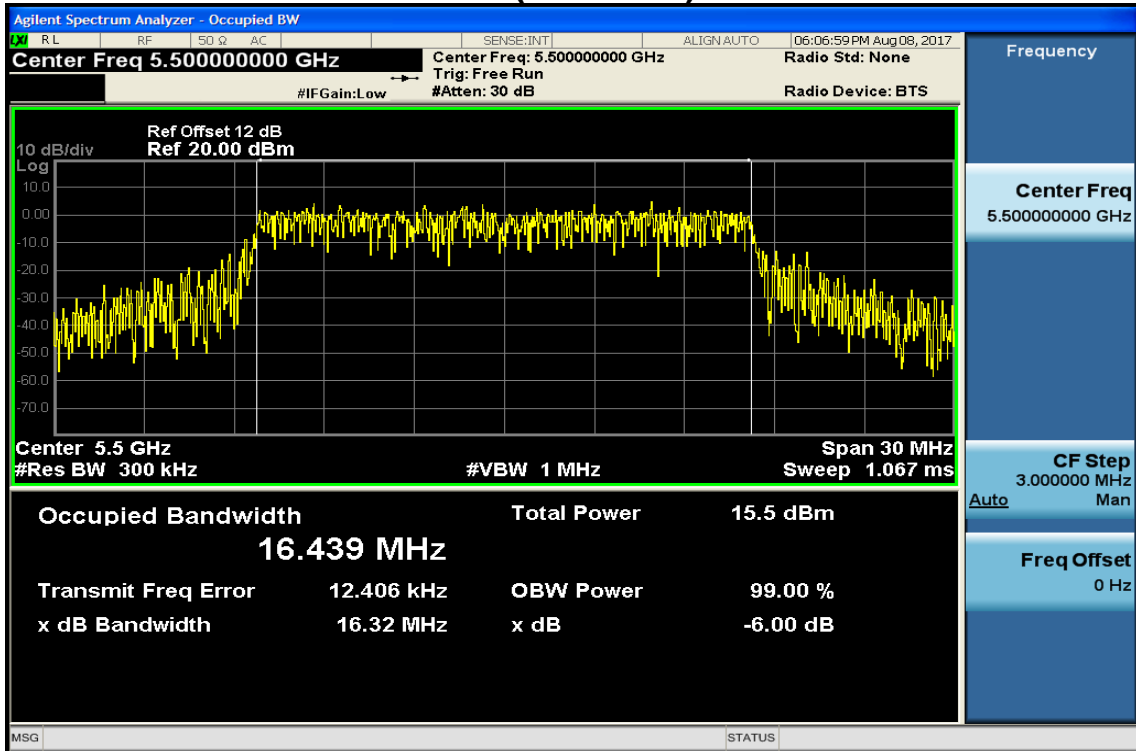 Agilent Spectrum Analyzer - Occupied BW
LXI RL RF 50 Ω AC SENSE:INT ALIGN AUTO 06:06:59 PM Aug 08, 2017
Center Freq 5.500000000 GHz
Center Freq: 5.500000000 GHz
Radio Std: None
Trig: Free Run
#IFGain:Low
#Atten: 30 dB
Radio Device: BTS
Ref Offset 12 dB
10 dB/div Ref 20.00 dBm
Log
10.0
0.00
-10.0
-20.0
-30.0
-40.0
-50.0
-60.0
-70.0
Center 5.5 GHz Span 30 MHz
#Res BW 300 kHz #VBW 1 MHz Sweep 1.067 ms
Occupied Bandwidth Total Power 15.5 dBm
16.439 MHz
Transmit Freq Error 12.406 kHz OBW Power 99.00 %
x dB Bandwidth 16.32 MHz x dB -6.00 dB
MSG STATUS
Frequency
Center Freq
5.500000000 GHz
CF Step
3.000000 MHz
Auto Man
Freq Offset
0 Hz